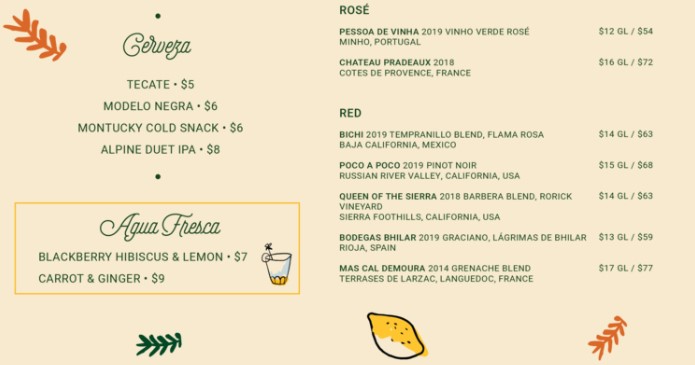 Cerveza
TECATE • $5
MODELO NEGRA • $6
MONTUCKY COLD SNACK • $6
ALPINE DUET IPA • $8
Agua Fresca
BLACKBERRY HIBISCUS & LEMON • $7
CARROT & GINGER • $9
ROSÉ
PESSOA DE VINHA 2019 VINHO VERDE ROSÉ $12 GL / $54
MINHO, PORTUGAL
CHATEAU PRADEAUX 2018 $16 GL / $72
COTES DE PROVENCE, FRANCE
RED
BICHI 2019 TEMPRANILLO BLEND, FLAMA ROSA $14 GL / $63
BAJA CALIFORNIA, MEXICO
POCO A POCO 2019 PINOT NOIR $15 GL / $68
RUSSIAN RIVER VALLEY, CALIFORNIA, USA
QUEEN OF THE SIERRA 2018 BARBERA BLEND, RORICK $14 GL / $63
VINEYARD
SIERRA FOOTHILLS, CALIFORNIA, USA
BODEGAS BHILAR 2019 GRACIANO, LÁGRIMAS DE BHILAR $13 GL / $59
RIOJA, SPAIN
MAS CAL DEMOURA 2014 GRENACHE BLEND $17 GL / $77
TERRASES DE LARZAC, LANGUEDOC, FRANCE